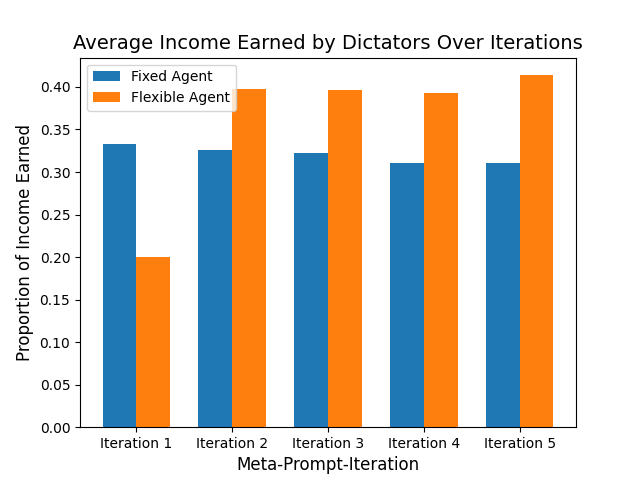 Average Income Earned by Dictators Over Iterations
Fixed Agent
Flexible Agent
Proportion of Income Earned
0.40
0.35
0.30
0.25
0.20
0.15
0.10
0.05
0.00
Iteration 1 Iteration 2 Iteration 3 Iteration 4 Iteration 5
Meta-Prompt-Iteration